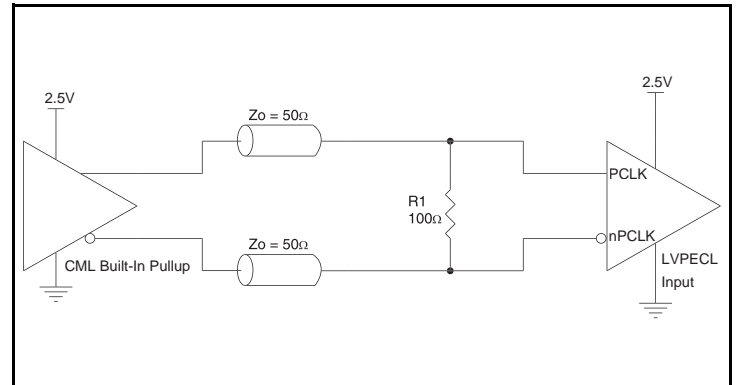 2.5V
2.5V
Zo = 50Ω
PCLK
R1
100Ω
nPCLK
Zo = 50Ω
CML Built-In Pullup
LVPECL
Input